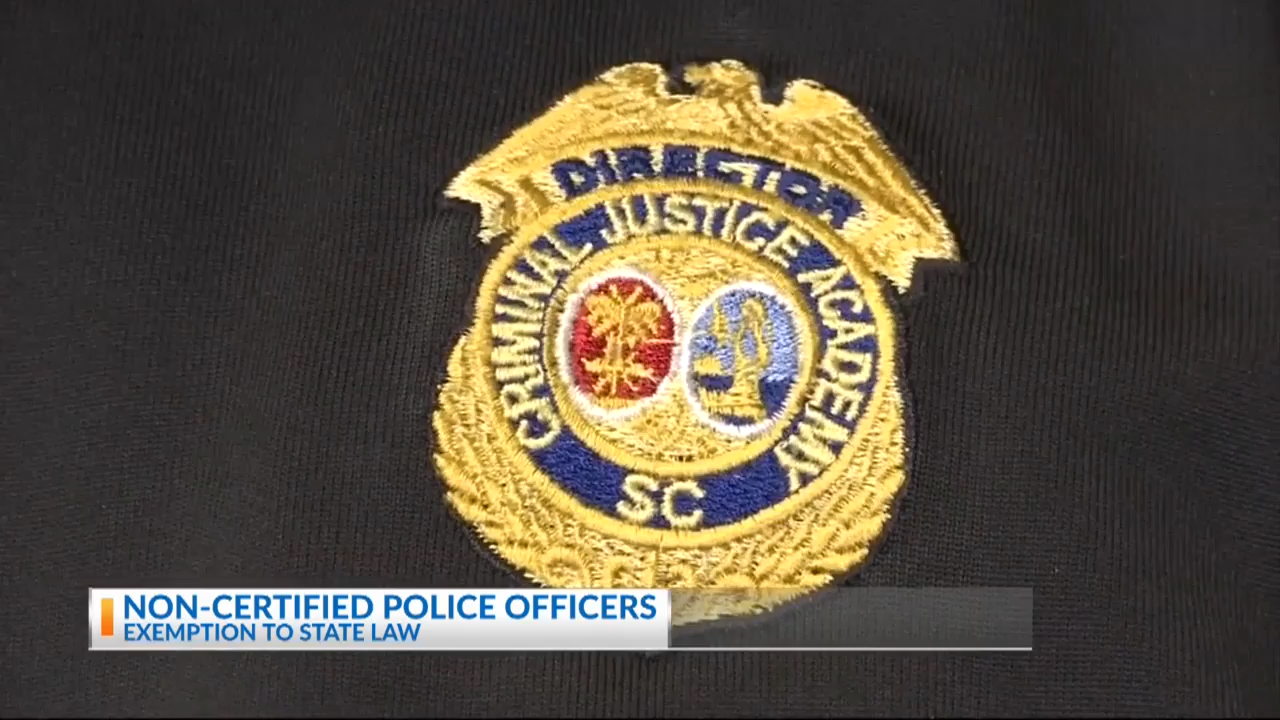 DIRECTOR
CRIMINAL JUSTICE ACADEMY
SC
NON-CERTIFIED POLICE OFFICERS
EXEMPTION TO STATE LAW